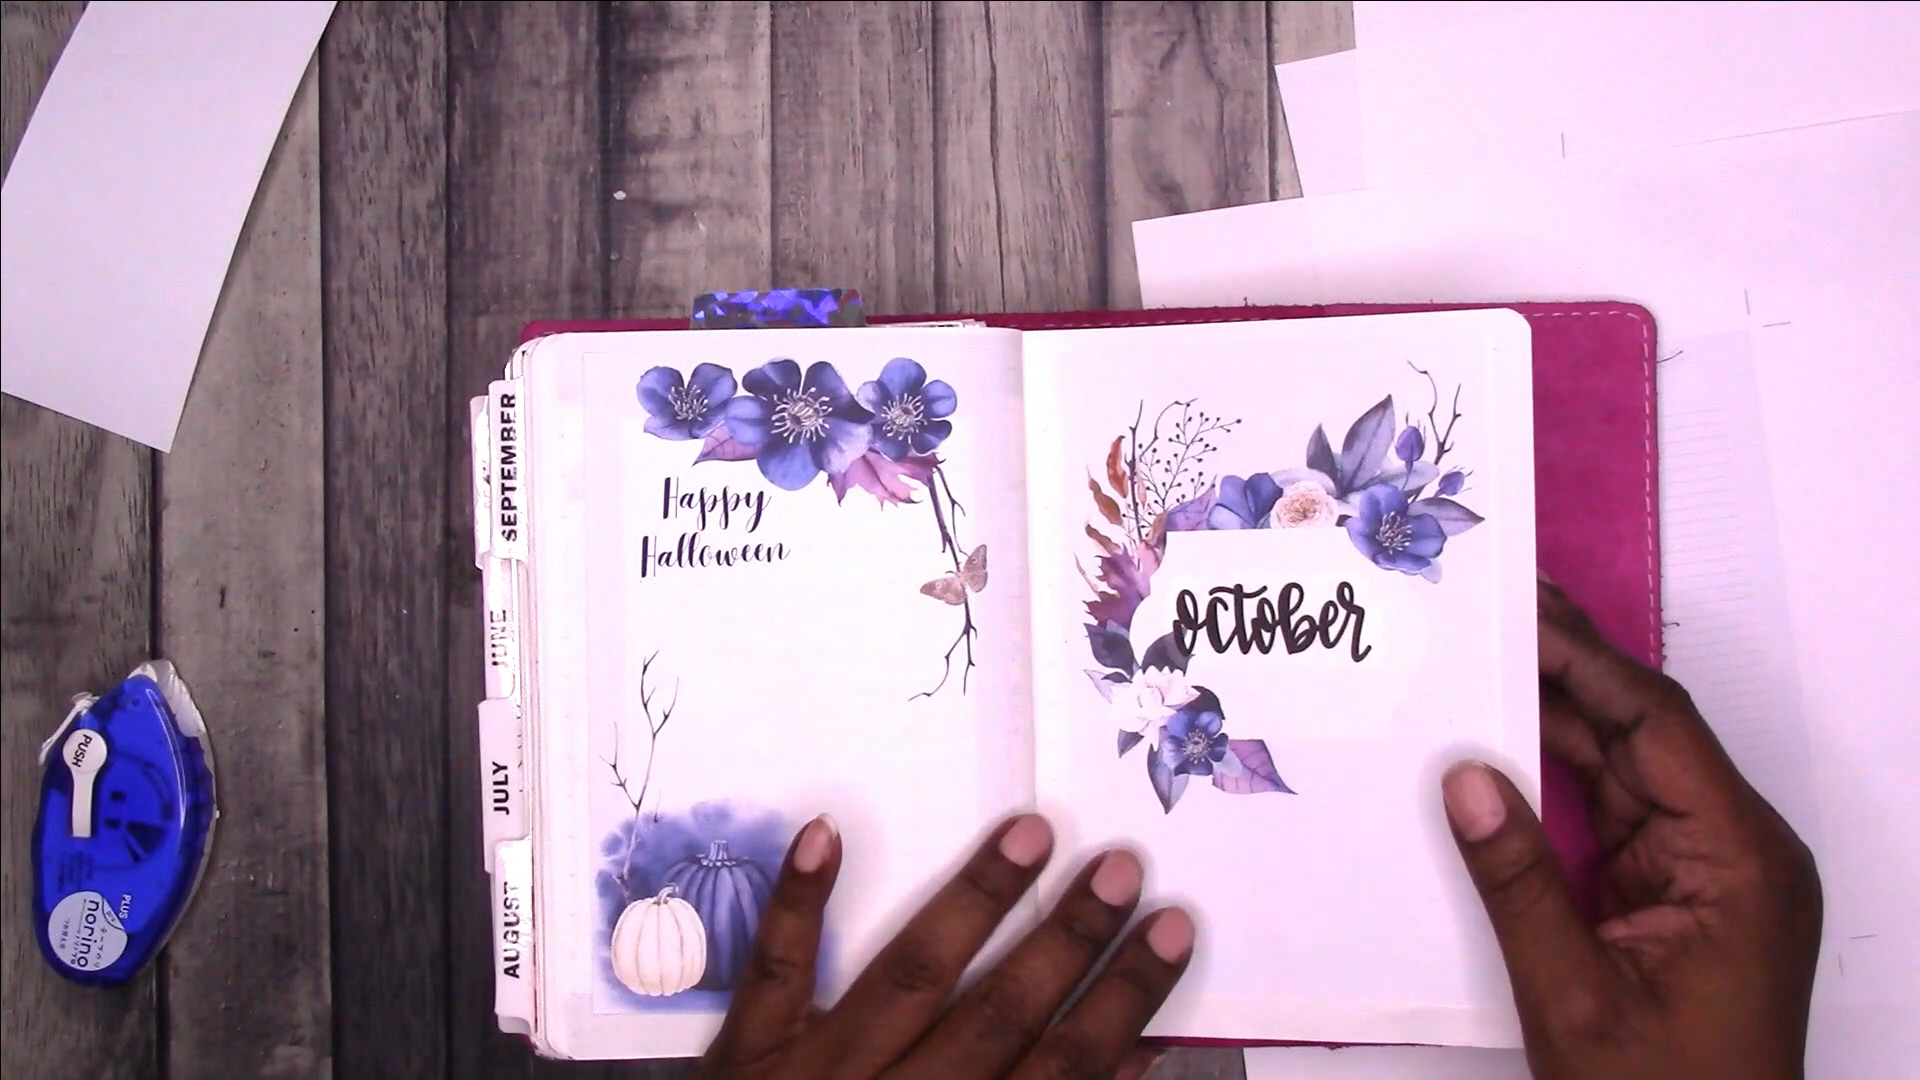 Happy
Halloween
october
SEPTEMBER
JUNE
JULY
AUGUST
PUSH
PLUS
norino